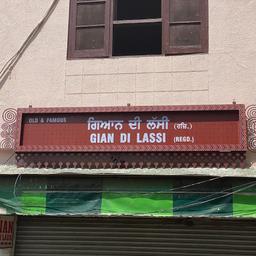 OLD & FAMOUS
ਗਿਆਨ ਦੀ ਲੱਸੀ (ਰਜਿ.)
GIAN DI LASSI (REGD.)